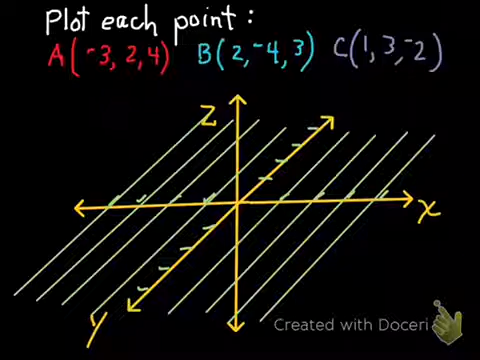 Plot each point:
A(-3, 2, 4) B(2, -4, 3) C(1, 3, -2)
Z
X
Y
Created with Doceri